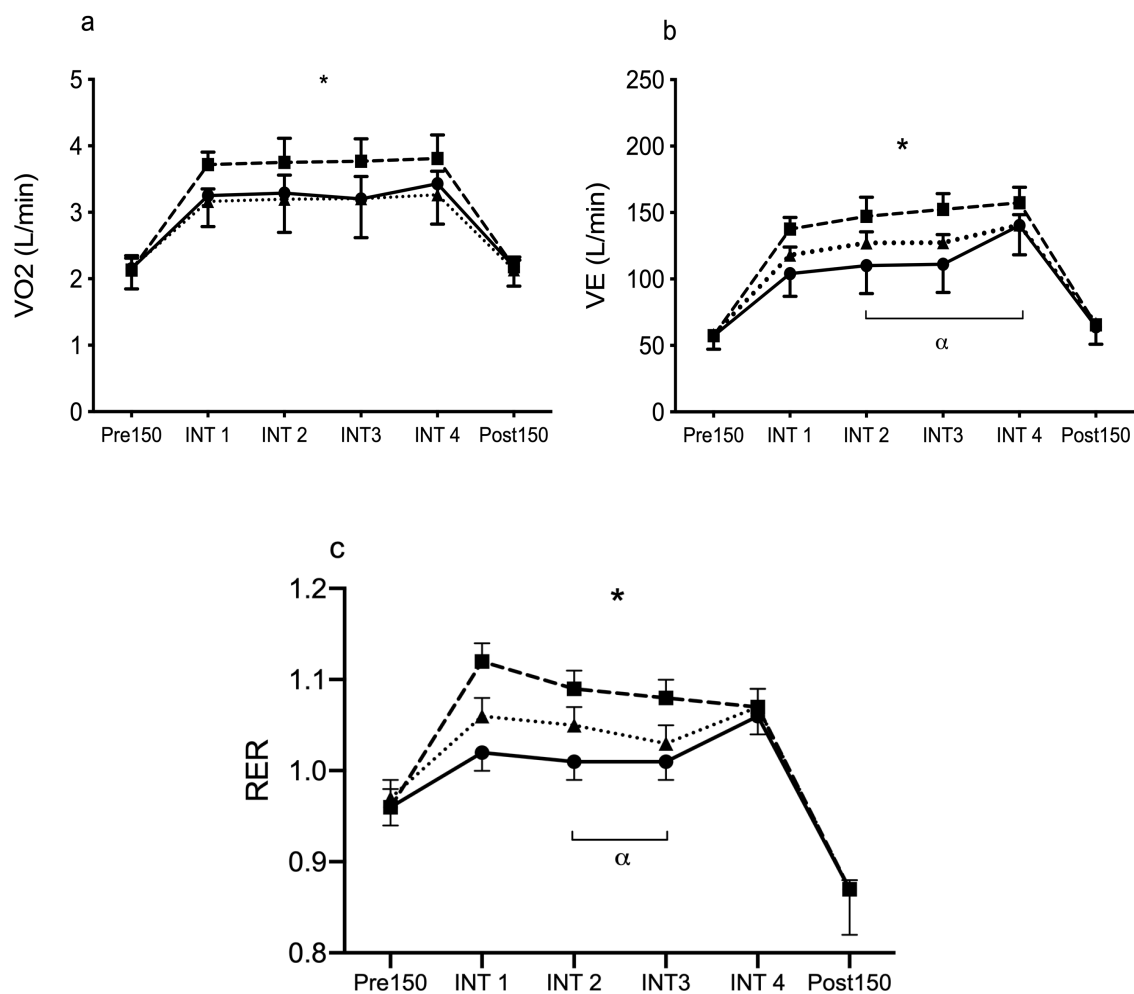 a
*
5
4
3
2
1
0
VO2 (L/min)
Pre150 INT 1 INT 2 INT3 INT 4 Post150
b
*
250
200
150
100
50
0
VE (L/min)
α
Pre150 INT 1 INT 2 INT3 INT 4 Post150
c
*
1.2
1.1
1.0
0.9
0.8
RER
α
Pre150 INT 1 INT 2 INT3 INT 4 Post150